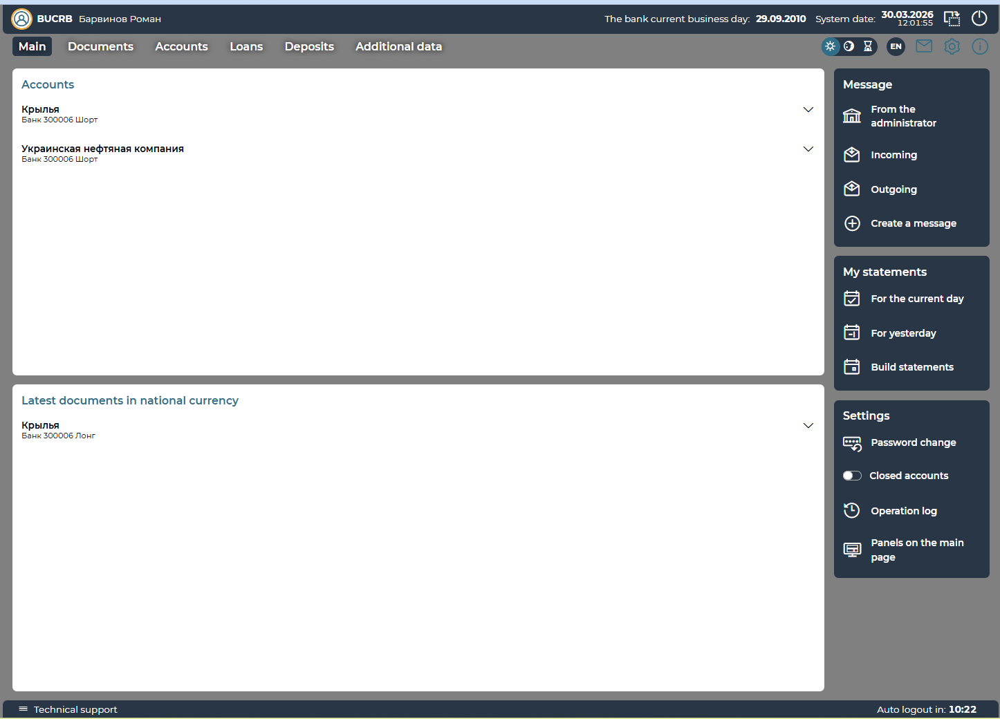 BUCRB Барвинов Роман
The bank current business day: 29.09.2010 System date: 30.03.2026
12:01:55
Main Documents Accounts Loans Deposits Additional data
EN
Accounts
Крылья
Банк 300006 Шорт
Украинская нефтяная компания
Банк 300006 Шорт
Latest documents in national currency
Крылья
Банк 300006 Лонг
Message
From the
administrator
Incoming
Outgoing
Create a message
My statements
For the current day
For yesterday
Build statements
Settings
Password change
Closed accounts
Operation log
Panels on the main
page
Technical support
Auto logout in: 10:22